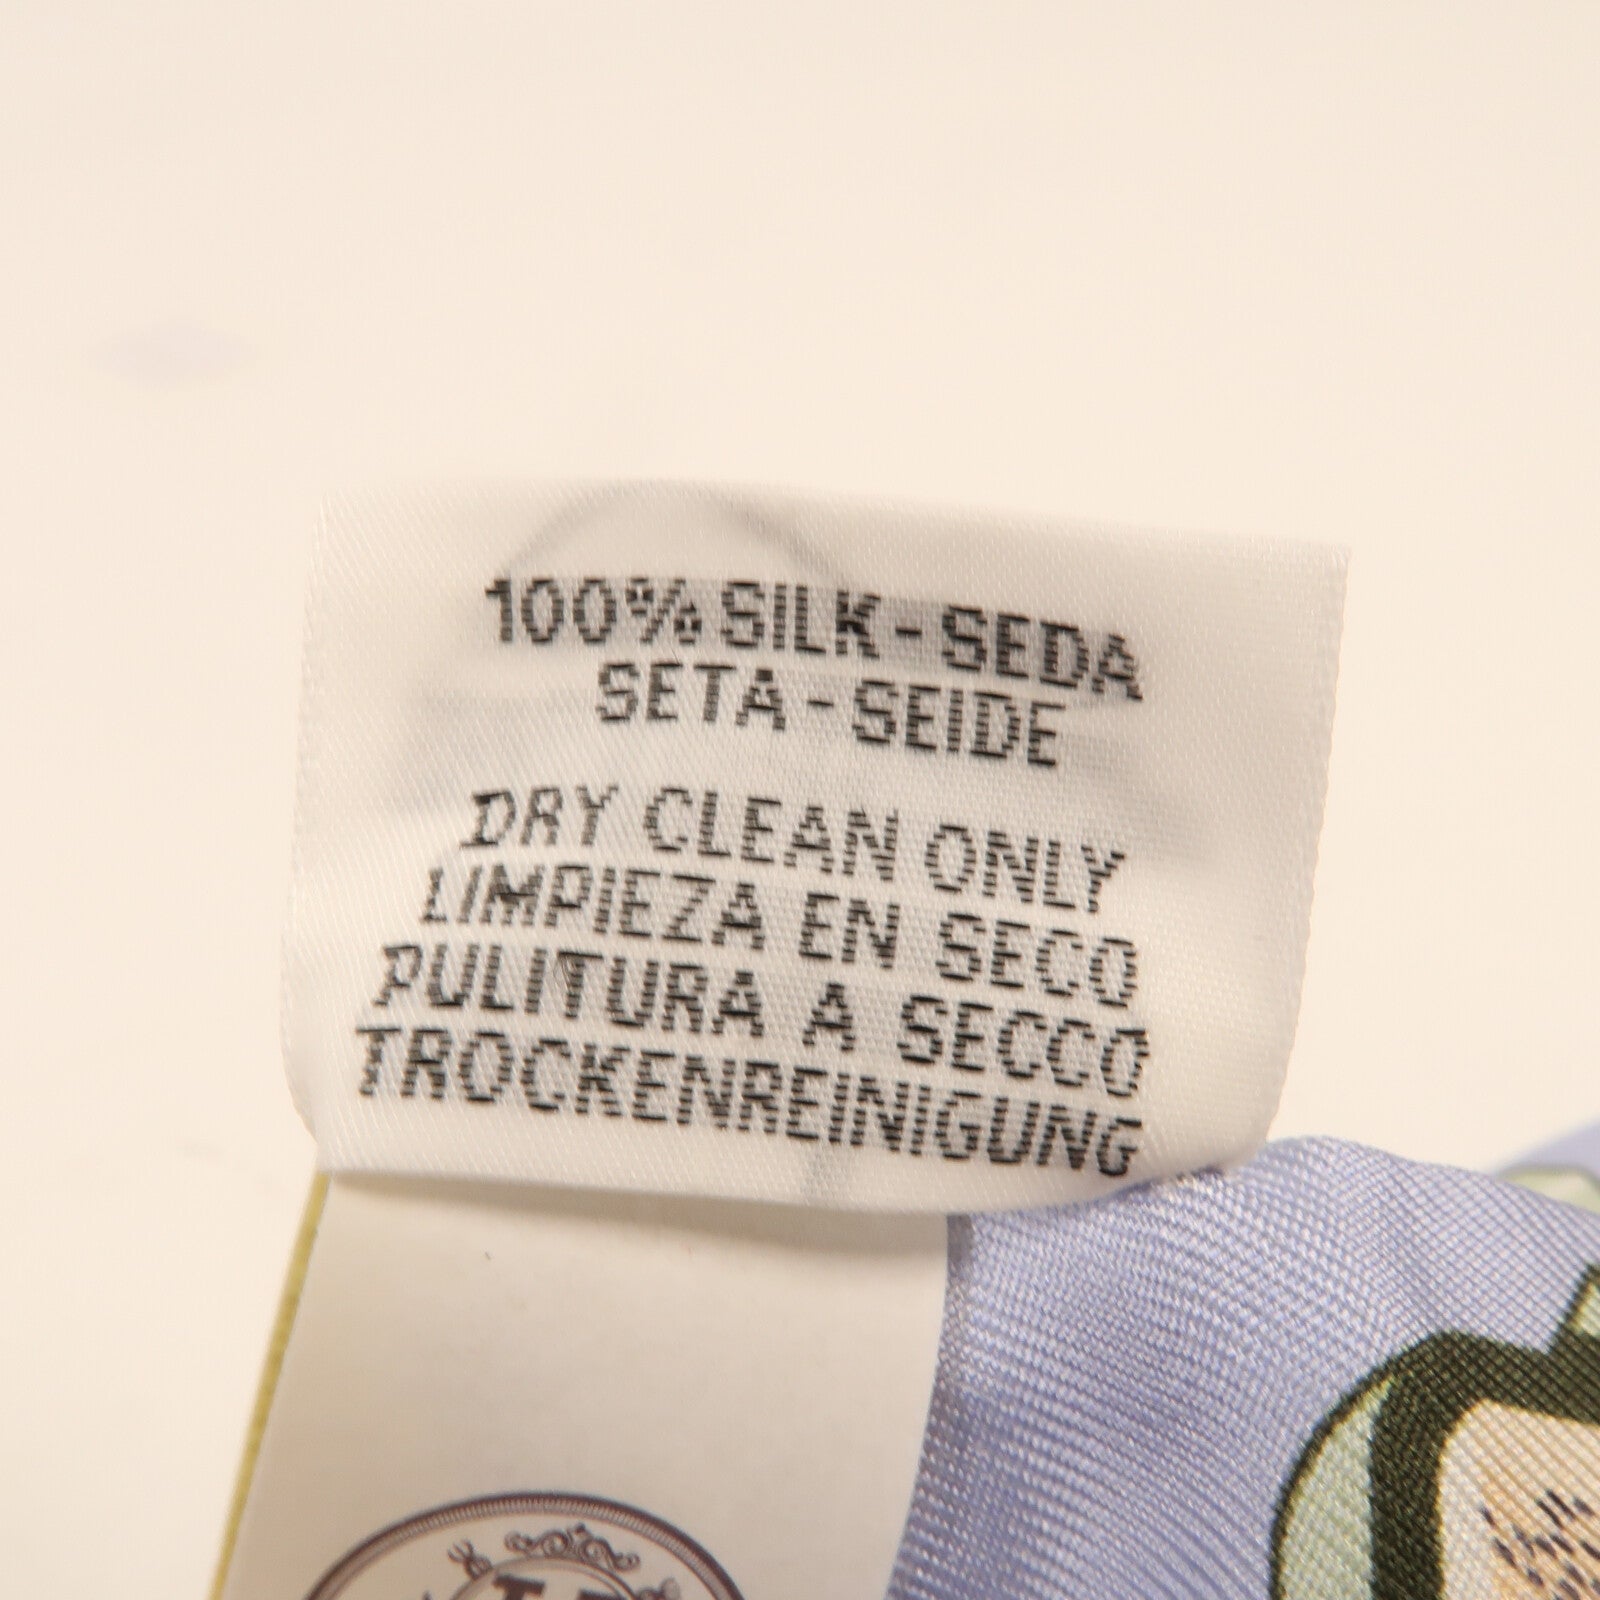 100% SILK - SEDA
SETA - SEIDE
DRY CLEAN ONLY
LIMPIEZA EN SECO
PULITURA A SECCO
TROCKENREINIGUNG